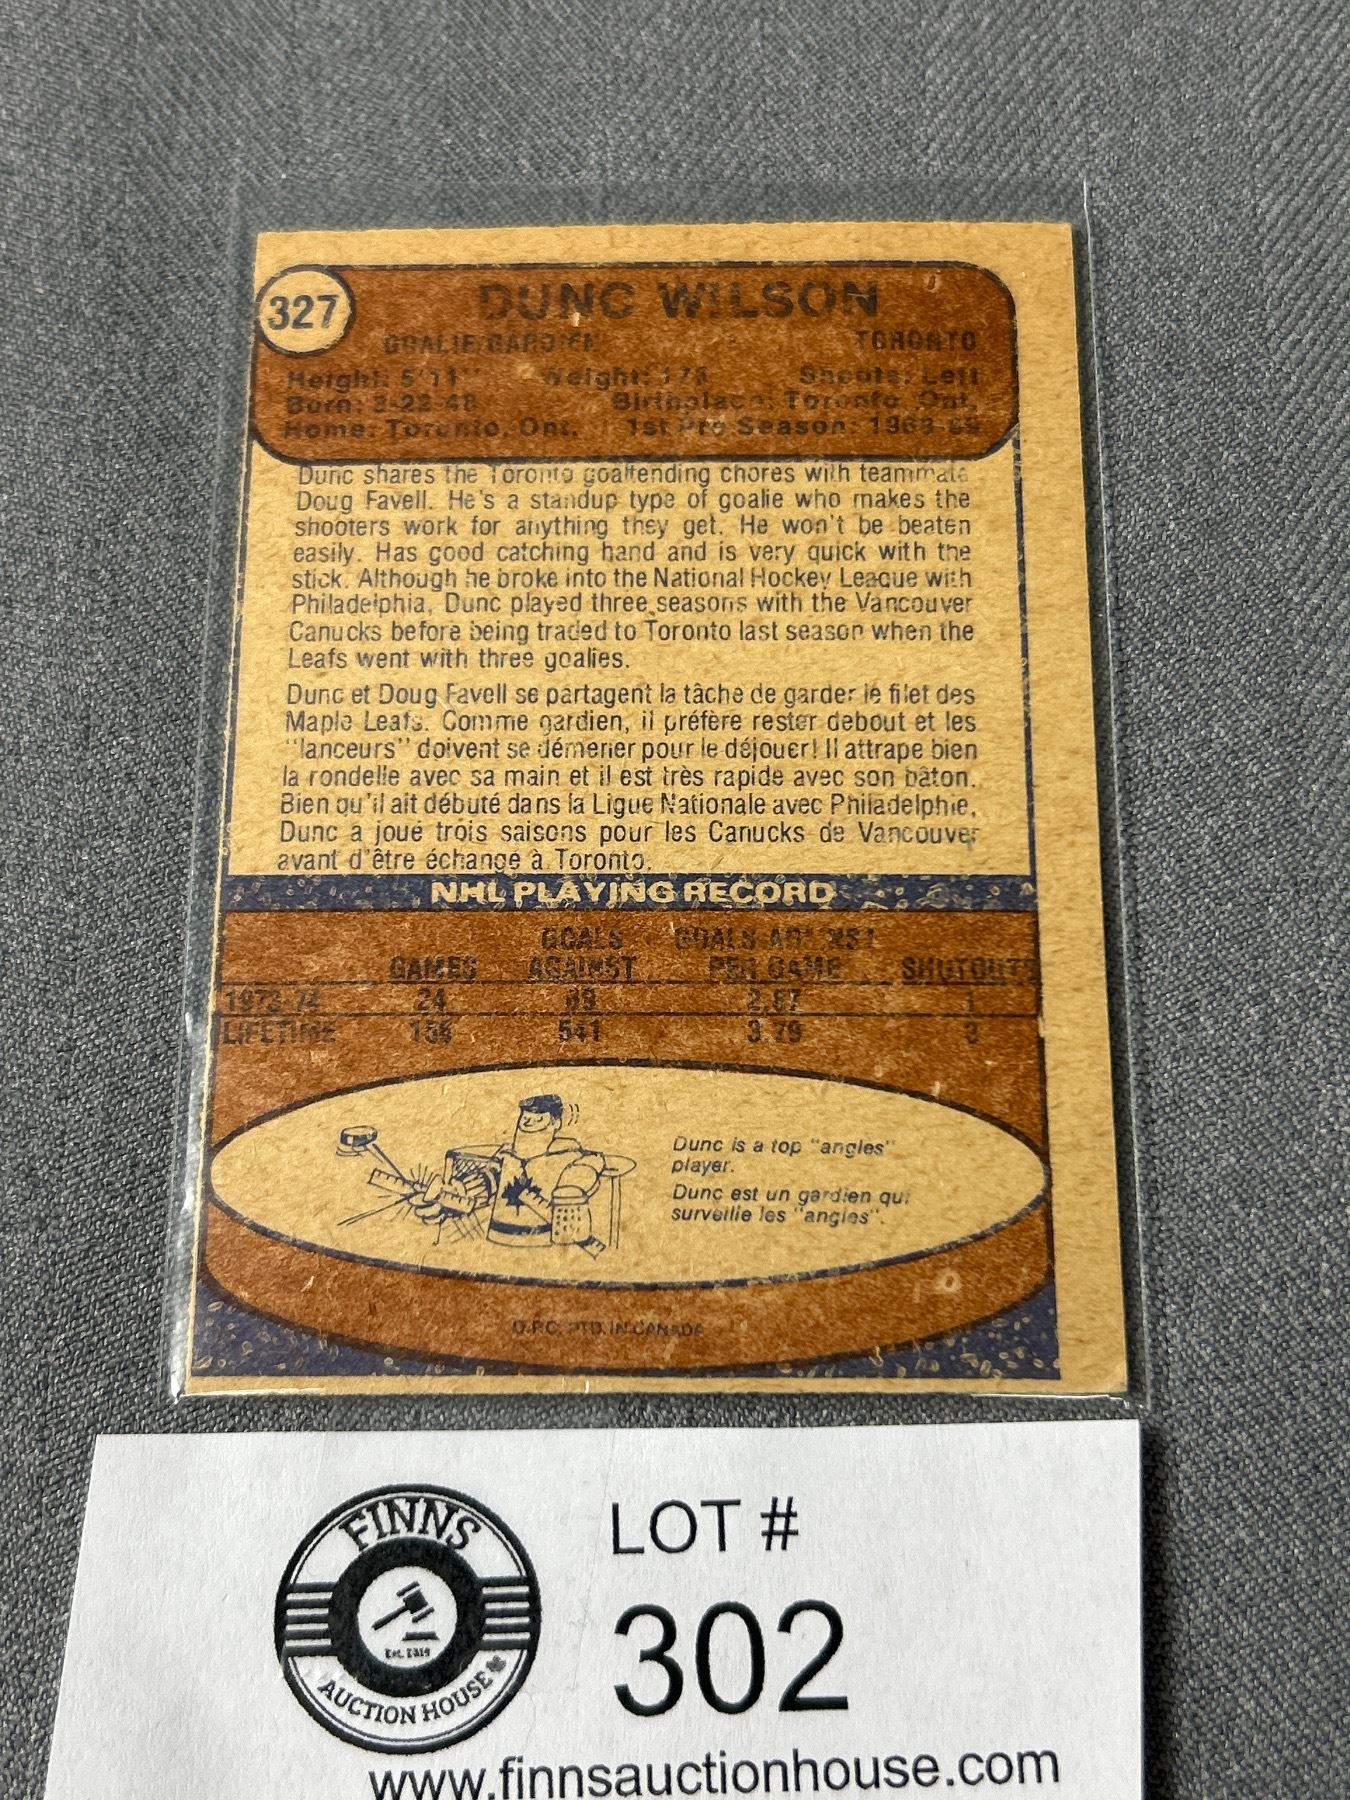 327
DUNC WILSON
GOALIE/GARDIEN TORONTO
Height: 5'11" Weight: 175 Shoots: Left
Born: 3-22-48 Birthplace: Toronto, Ont.
Home: Toronto, Ont. 1st Pro Season: 1968-69
Dunc shares the Toronto goaltending chores with teammate
Doug Favell. He's a standup type of goalie who makes the
shooters work for anything they get. He won't be beaten
easily. Has good catching hand and is very quick with the
stick. Although he broke into the National Hockey League with
Philadelphia, Dunc played three seasons with the Vancouver
Canucks before being traded to Toronto last season when the
Leafs went with three goalies.
Dunc et Doug Favell se partagent la tâche de garder le filet des
Maple Leafs. Comme gardien, il préfère rester debout et les
"lanceurs" doivent se démener pour le déjouer! Il attrape bien
la rondelle avec sa main et il est très rapide avec son bâton.
Bien qu'il ait débuté dans la Ligue Nationale avec Philadelphie,
Dunc a joué trois saisons pour les Canucks de Vancouver
avant d'être échangé à Toronto.
NHL PLAYING RECORD
GOALS GOALS AGAINST
GAMES AGAINST PER GAME SHUTOUTS
1973-74 24 2.87 1
LIFETIME 541 3.79 3
Dunc is a top "angles"
player.
Dunc est un gardien qui
surveille les "angles".
O.P.C. PTD. IN CANADA
FINNS
EST. 2019
AUCTION HOUSE
LOT #
302
www.finnsauctionhouse.com